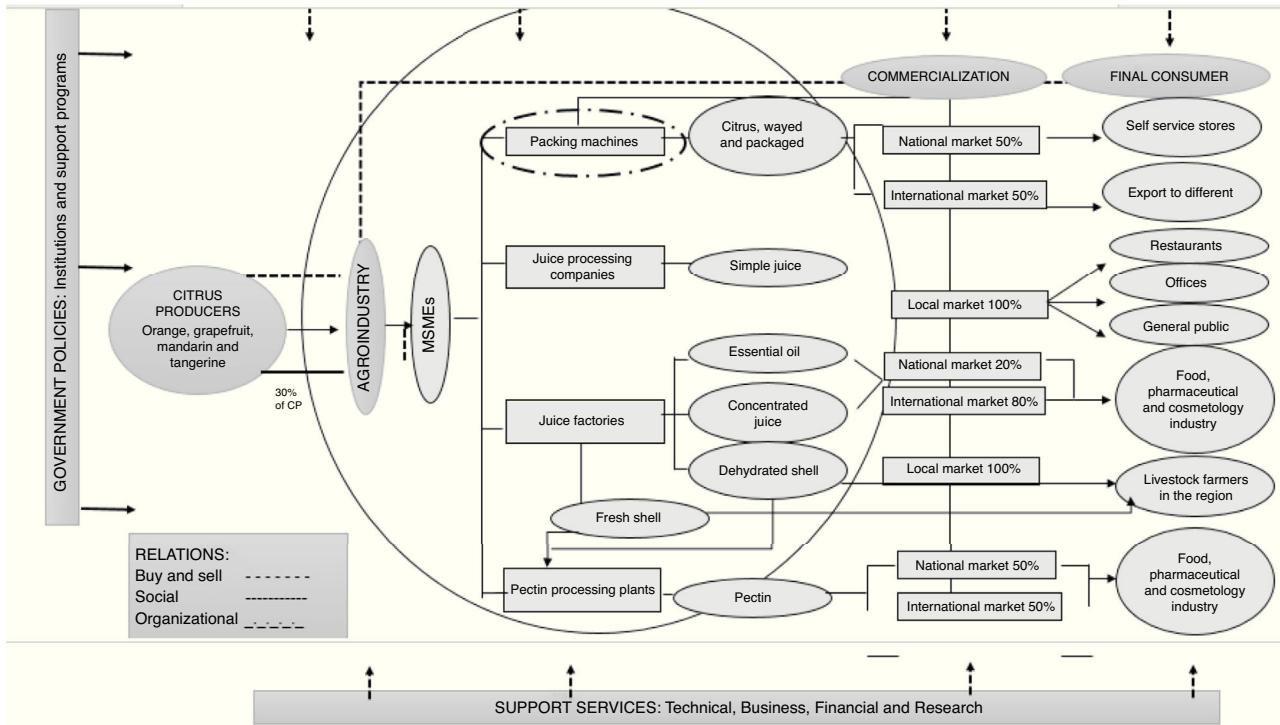 GOVERNMENT POLICIES: Institutions and support programs
COMMERCIALIZATION
FINAL CONSUMER
CITRUS
PRODUCERS
Orange, grapefruit,
mandarin and
tangerine
30%
of CP
AGROINDUSTRY
MSMEs
Packing machines
Citrus, wayed
and packaged
National market 50%
International market 50%
Self service stores
Export to different
Juice processing
companies
Simple juice
Local market 100%
Restaurants
Offices
General public
Juice factories
Essential oil
Concentrated
juice
Dehydrated shell
National market 20%
International market 80%
Food,
pharmaceutical
and cosmetology
industry
Local market 100%
Livestock farmers
in the region
Fresh shell
Pectin processing plants
Pectin
National market 50%
International market 50%
Food,
pharmaceutical
and cosmetology
industry
RELATIONS:
Buy and sell
Social
Organizational
SUPPORT SERVICES: Technical, Business, Financial and Research